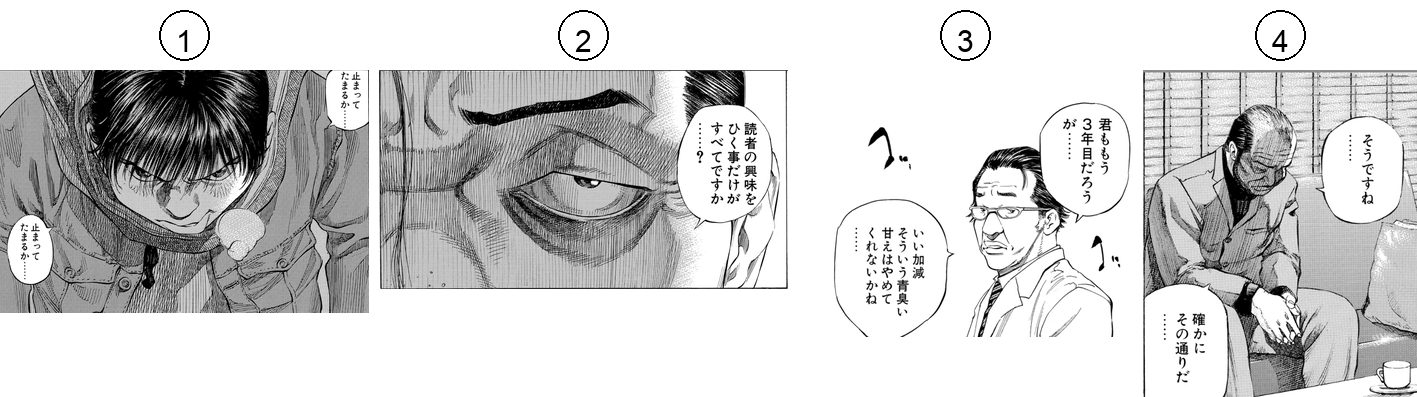 1
止まって
たまるか……
止まって
たまるか……
2
読者の興味を
ひく事だけが
すべてですか
……？
3
君ももう
3年目だろう
が……
いい加減
そういう青臭い
甘えはやめて
くれないかね
……
4
そうですね
……
確かに
その通りだ
……